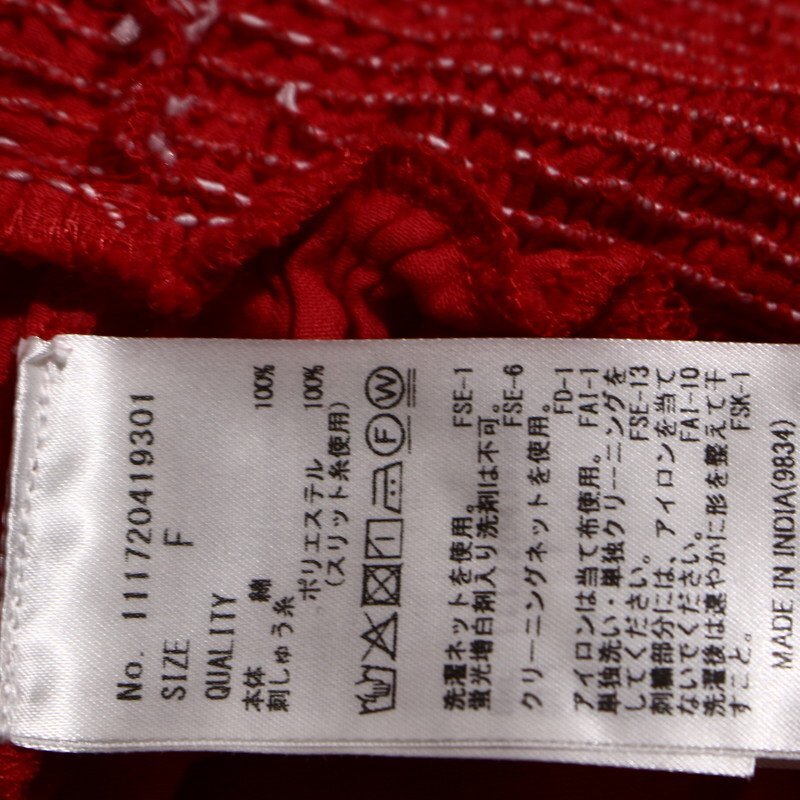 No. 111720419301
SIZE F
QUALITY
本体 綿 100%
刺しゅう糸
ポリエステル 100%
(スリット糸使用)
F W
洗濯ネットを使用。 FSE-1
蛍光増白剤入り洗剤は不可。
FSE-6
クリーニングネットを使用。
FD-1
アイロンは当て布使用。 FAI-1
単独洗い・単独クリーニングを
してください。 FSE-13
刺繍部分には、アイロンを当て
ないでください。 FAI-10
洗濯後は速やかに形を整えて干
すこと。 FSK-1
MADE IN INDIA(9834)